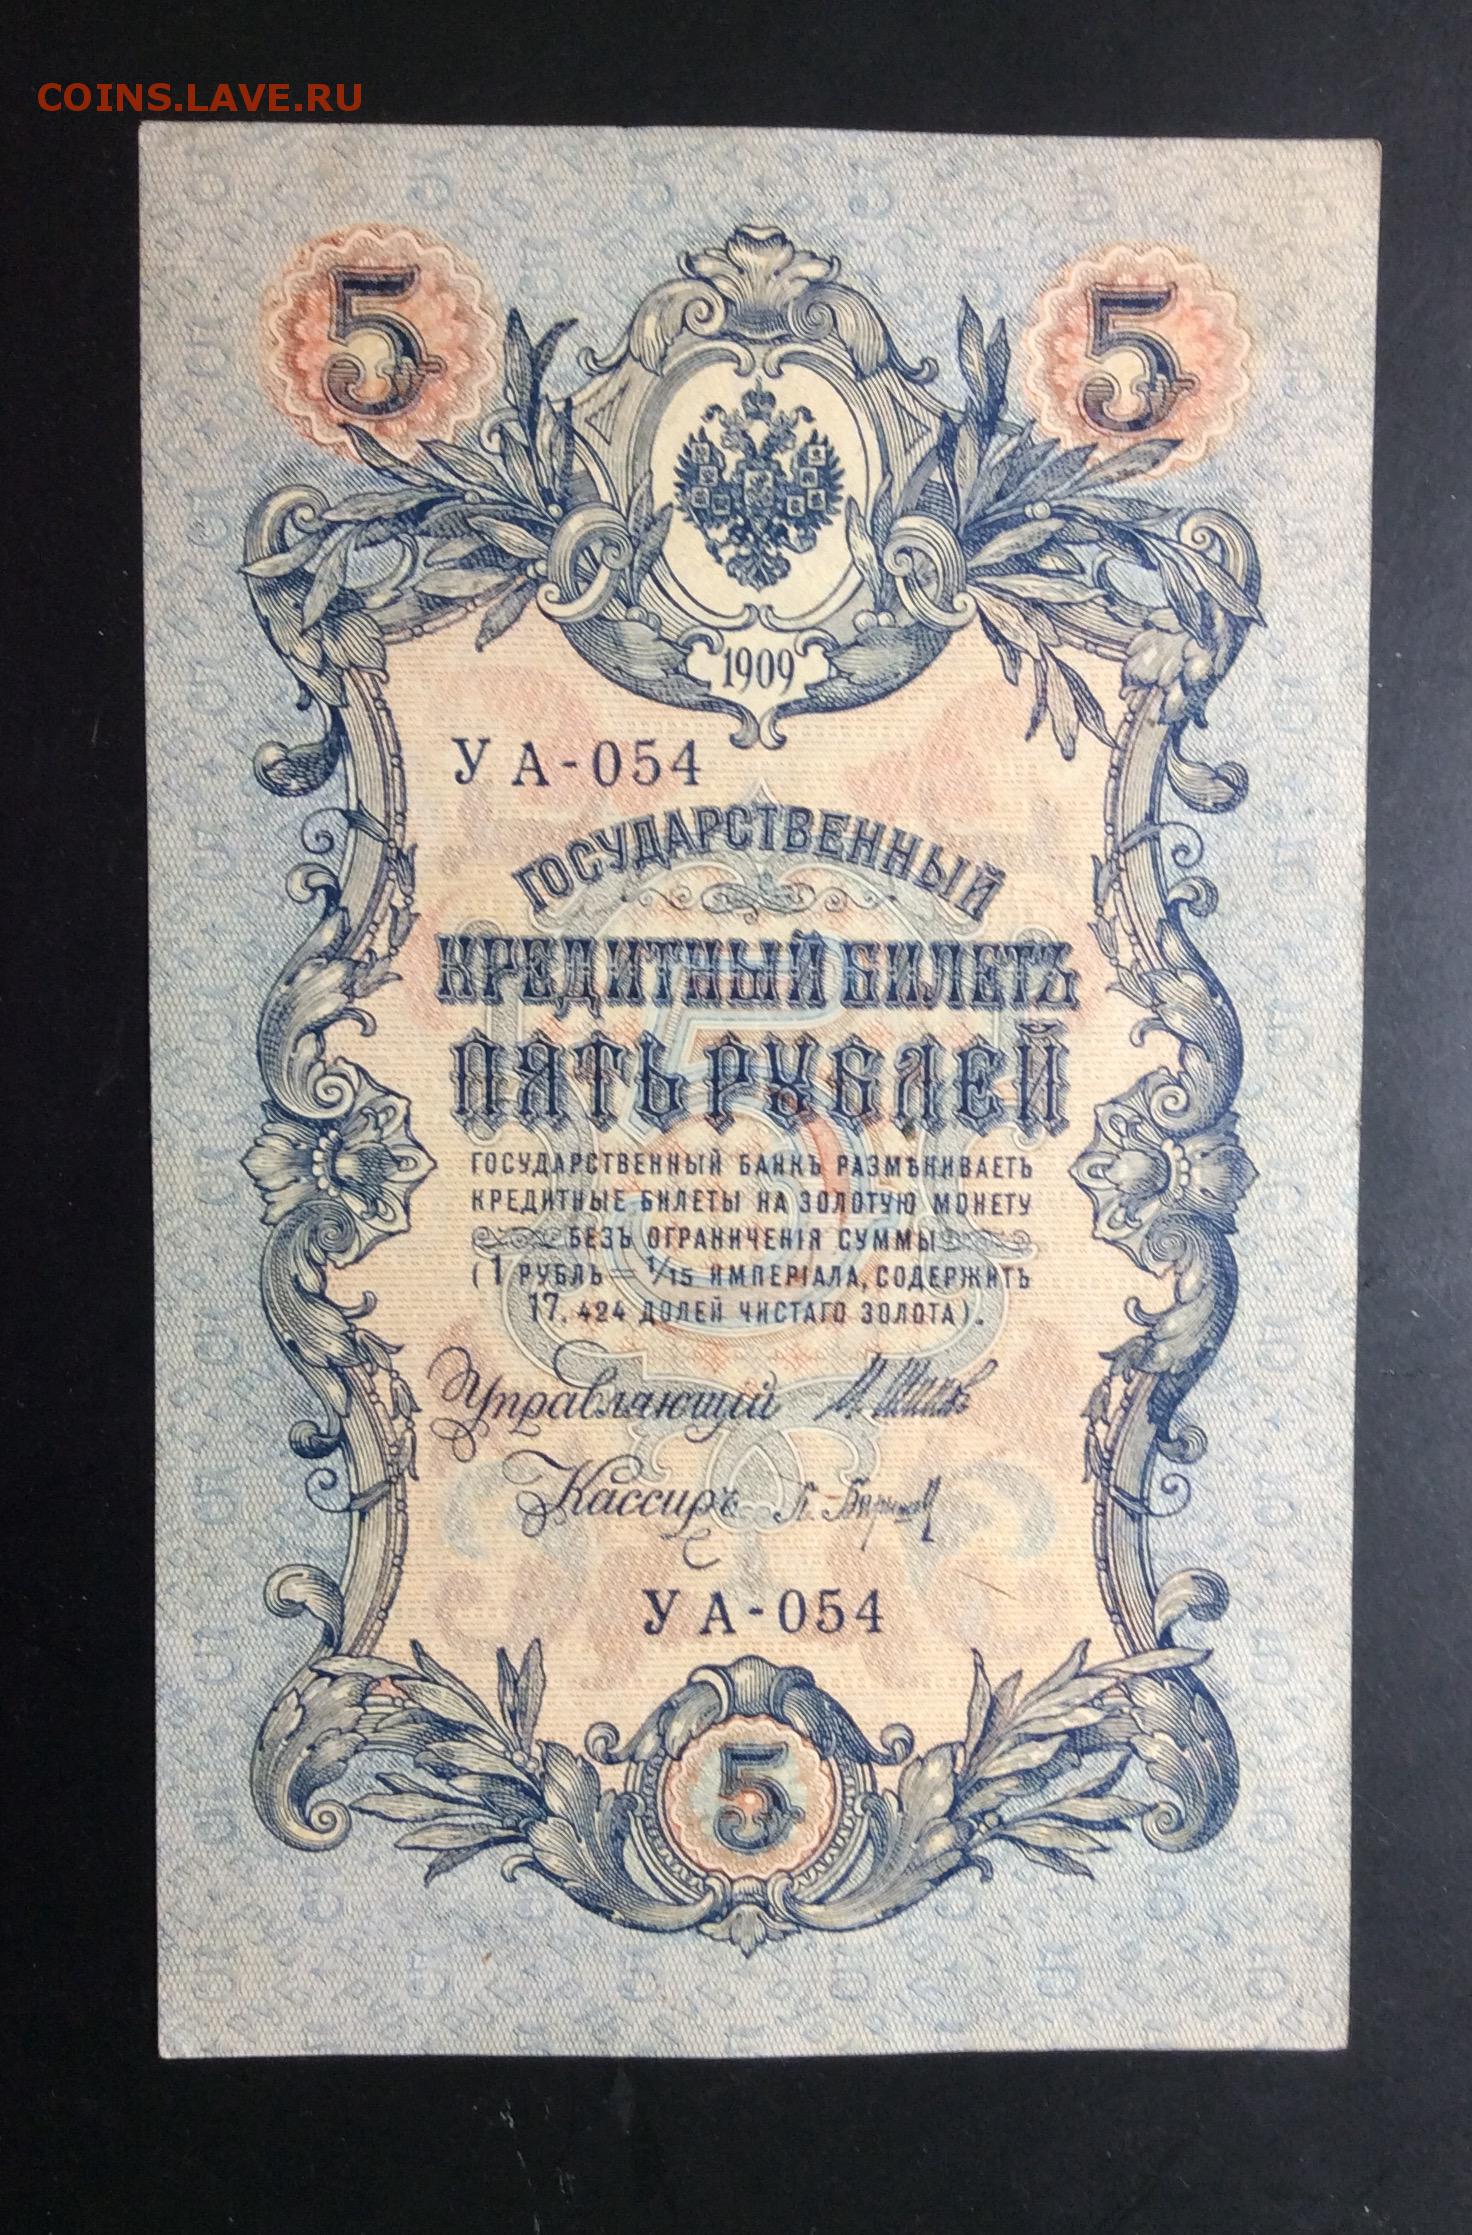 COINS.LAVE.RU
5 5
1909
УА-054
ГОСУДАРСТВЕННЫЙ
КРЕДИТНЫЙ БИЛЕТЪ
ПЯТЬ РУБЛЕЙ
ГОСУДАРСТВЕННЫЙ БАНКЪ РАЗМѢНИВАЕТЪ
КРЕДИТНЫЕ БИЛЕТЫ НА ЗОЛОТУЮ МОНЕТУ
БЕЗЪ ОГРАНИЧЕНІЯ СУММЫ
(1 РУБЛЬ = 1/15 ИМПЕРІАЛА, СОДЕРЖИТЪ
17, 424 ДОЛЕЙ ЧИСТАГО ЗОЛОТА).
Управляющій
Кассиръ
УА-054
5